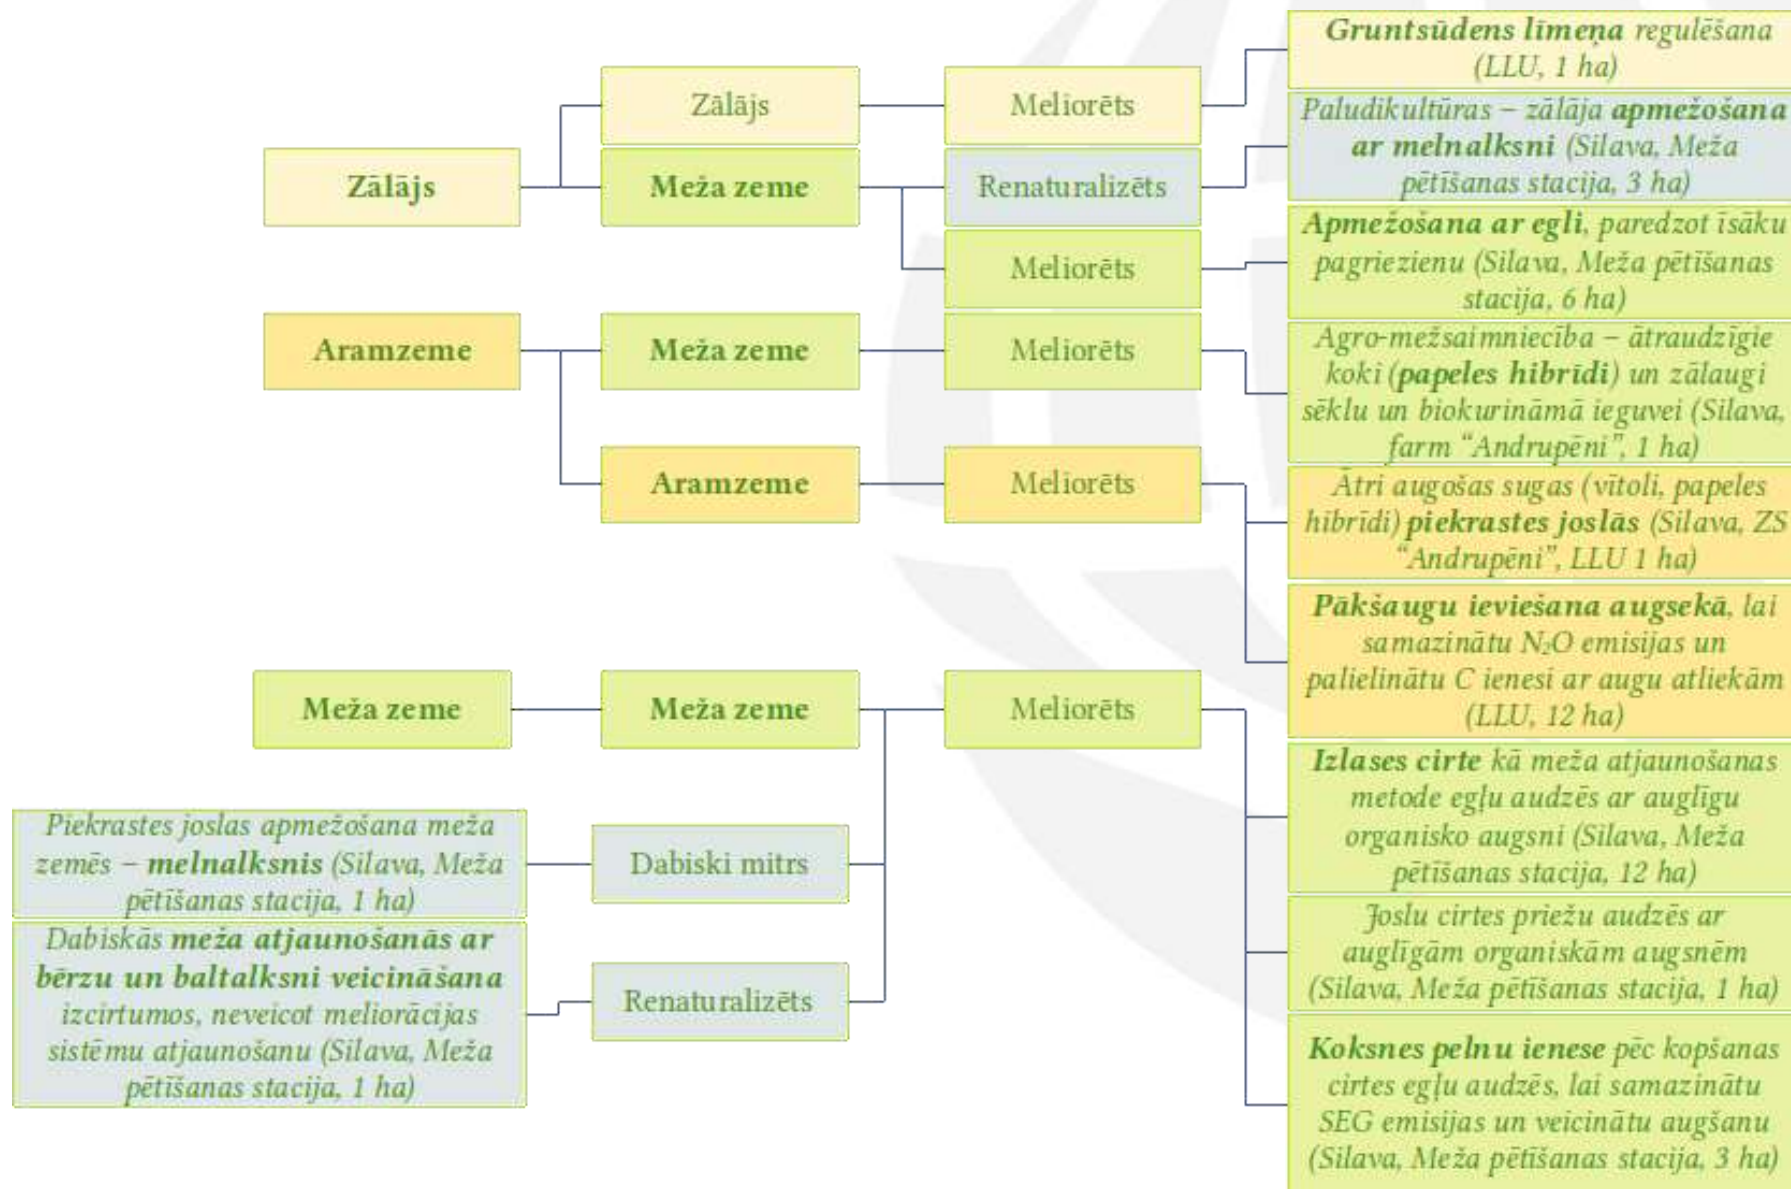 Gruntsūdens līmeņa regulēšana
(LLU, 1 ha)
Zālājs
Meliorēts
Paludikultūras – zālāja apmežošana
ar melnalksni (Silava, Meža
pētīšanas stacija, 3 ha)
Zālājs
Meža zeme
Renaturalizēts
Apmežošana ar egli, paredzot īsāku
pagriezienu (Silava, Meža pētīšanas
stacija, 6 ha)
Meliorēts
Aramzeme
Meža zeme
Meliorēts
Agro-mežsaimniecība – ātraudzīgie
koki (papeles hibrīdi) un zālaugi
sēklu un biokurināmā ieguvei (Silava,
farm “Andrupēni”, 1 ha)
Aramzeme
Meliorēts
Ātri augošas sugas (vītoli, papeles
hibrīdi) piekrastes joslās (Silava, ZS
“Andrupēni”, LLU 1 ha)
Pākšaugu ieviešana augsekā, lai
samazinātu N₂O emisijas un
palielinātu C ienesi ar augu atliekām
(LLU, 12 ha)
Meža zeme
Meža zeme
Meliorēts
Izlases cirte kā meža atjaunošanas
metode egļu audzēs ar auglīgu
organisko augsni (Silava, Meža
pētīšanas stacija, 12 ha)
Piekrastes joslas apmežošana meža
zemēs – melnalksnis (Silava, Meža
pētīšanas stacija, 1 ha)
Dabiski mitrs
Joslu cirtes priežu audzēs ar
auglīgām organiskām augsnēm
(Silava, Meža pētīšanas stacija, 1 ha)
Dabiskās meža atjaunošanās ar
bērzu un baltalksni veicināšana
izcirtumos, neveicot meliorācijas
sistēmu atjaunošanu (Silava, Meža
pētīšanas stacija, 1 ha)
Renaturalizēts
Koksnes pelnu ienese pēc kopšanas
cirtes egļu audzēs, lai samazinātu
SEG emisijas un veicinātu augšanu
(Silava, Meža pētīšanas stacija, 3 ha)